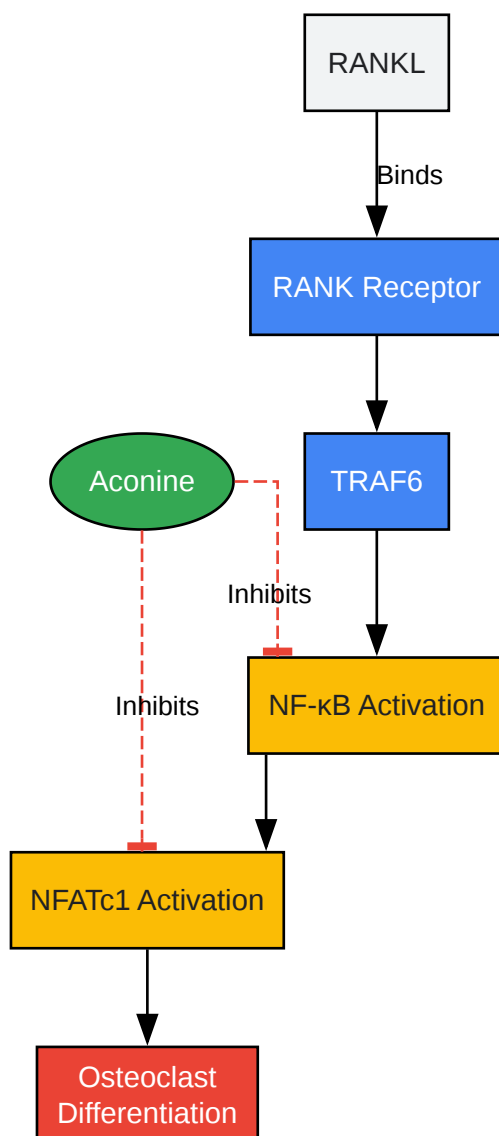 RANKL
Binds
RANK Receptor
Aconine
TRAF6
Inhibits
NF-κB Activation
Inhibits
NFATc1 Activation
Osteoclast
Differentiation